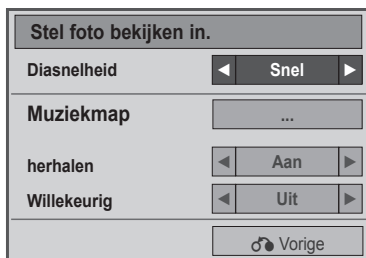 Stel foto bekijken in.
Diasnelheid ◄ Snel ►
Muziekmap ...
herhalen ◄ Aan ►
Willekeurig ◄ Uit ►
Vorige